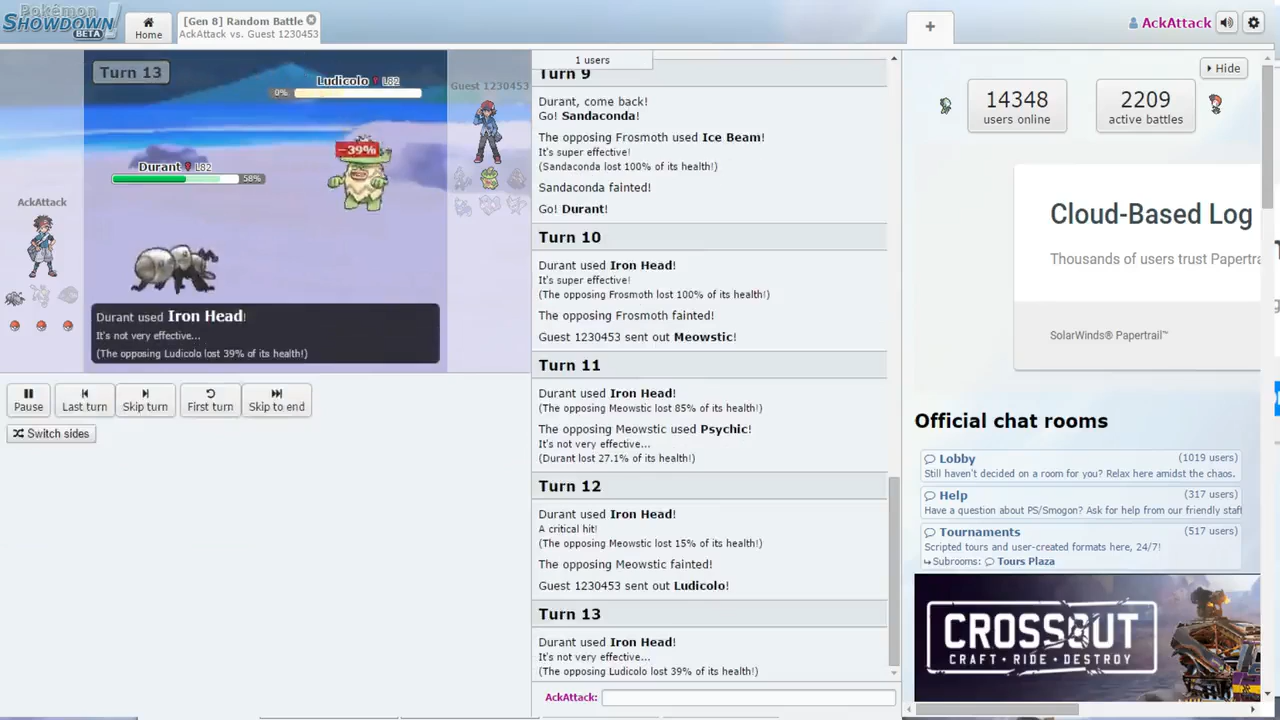 Pokémon
SHOWDOWN!
BETA
Home
[Gen 8] Random Battle
AckAttack vs. Guest 1230453
+
AckAttack
Turn 13
Ludicolo L82
0%
Guest 1230453
-39%
Durant L82
58%
AckAttack
Durant used Iron Head!
It's not very effective...
(The opposing Ludicolo lost 39% of its health!)
Pause
Last turn
Skip turn
First turn
Skip to end
Switch sides
1 users
Turn 9
Durant, come back!
Go! Sandaconda!
The opposing Frosmoth used Ice Beam!
It's super effective!
(Sandaconda lost 100% of its health!)
Sandaconda fainted!
Go! Durant!
Turn 10
Durant used Iron Head!
It's super effective!
(The opposing Frosmoth lost 100% of its health!)
The opposing Frosmoth fainted!
Guest 1230453 sent out Meowstic!
Turn 11
Durant used Iron Head!
(The opposing Meowstic lost 85% of its health!)
The opposing Meowstic used Psychic!
It's not very effective...
(Durant lost 27.1% of its health!)
Turn 12
Durant used Iron Head!
A critical hit!
(The opposing Meowstic lost 15% of its health!)
The opposing Meowstic fainted!
Guest 1230453 sent out Ludicolo!
Turn 13
Durant used Iron Head!
It's not very effective...
(The opposing Ludicolo lost 39% of its health!)
AckAttack:
Hide
14348
users online
2209
active battles
Cloud-Based Log
Thousands of users trust Papertra
SolarWinds® Papertrail™
Official chat rooms
Lobby (1019 users)
Still haven't decided on a room for you? Relax here amidst the chaos.
Help (317 users)
Have a question about PS/Smogon? Ask for help from our friendly staff
Tournaments (517 users)
Scripted tours and user-created formats here, 24/7!
Subrooms: Tours Plaza
CROSSOUT
CRAFT • RIDE • DESTROY